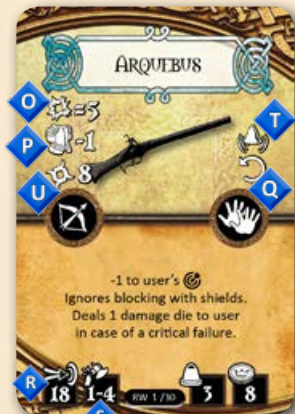 ARQUEBUS
O =5
P -1
T
U 8
Q
-1 to user's
Ignores blocking with shields.
Deals 1 damage die to user
in case of a critical failure.
R 18 1-4 RW 1/30 3 8